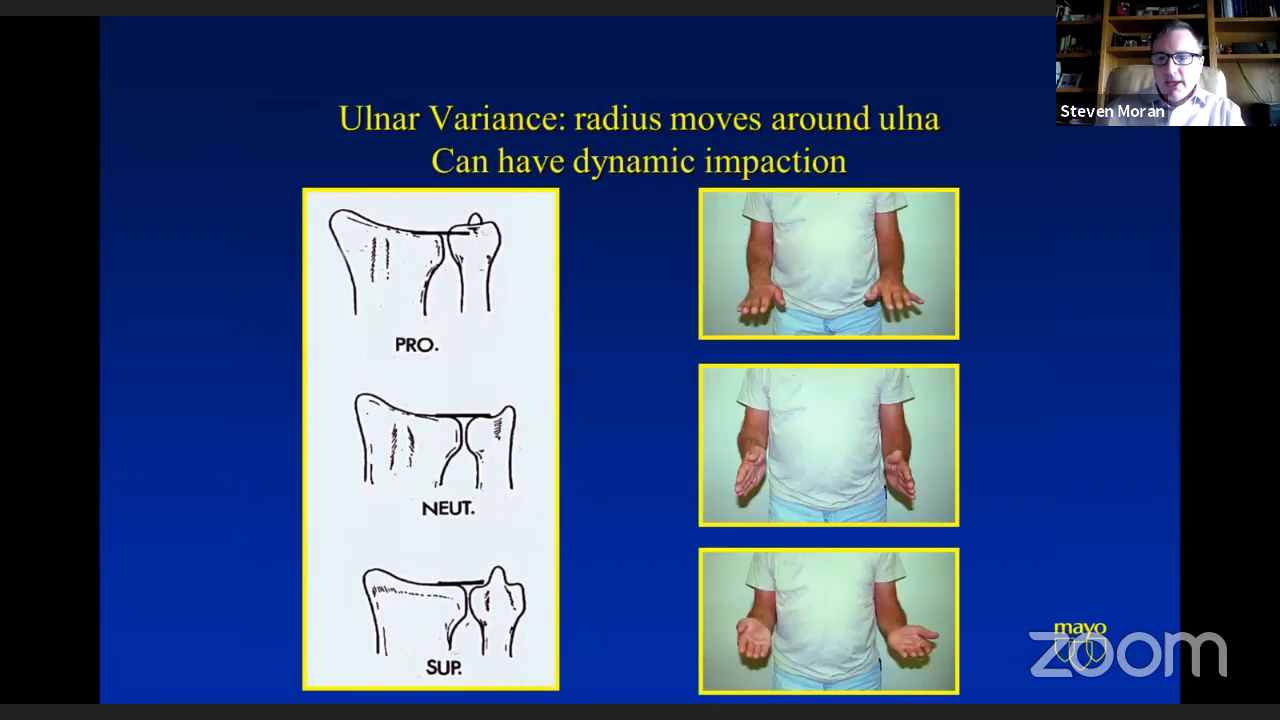 Steven Moran
Ulnar Variance: radius moves around ulna
Can have dynamic impaction
PRO.
NEUT.
SUP.
mayo
zoom